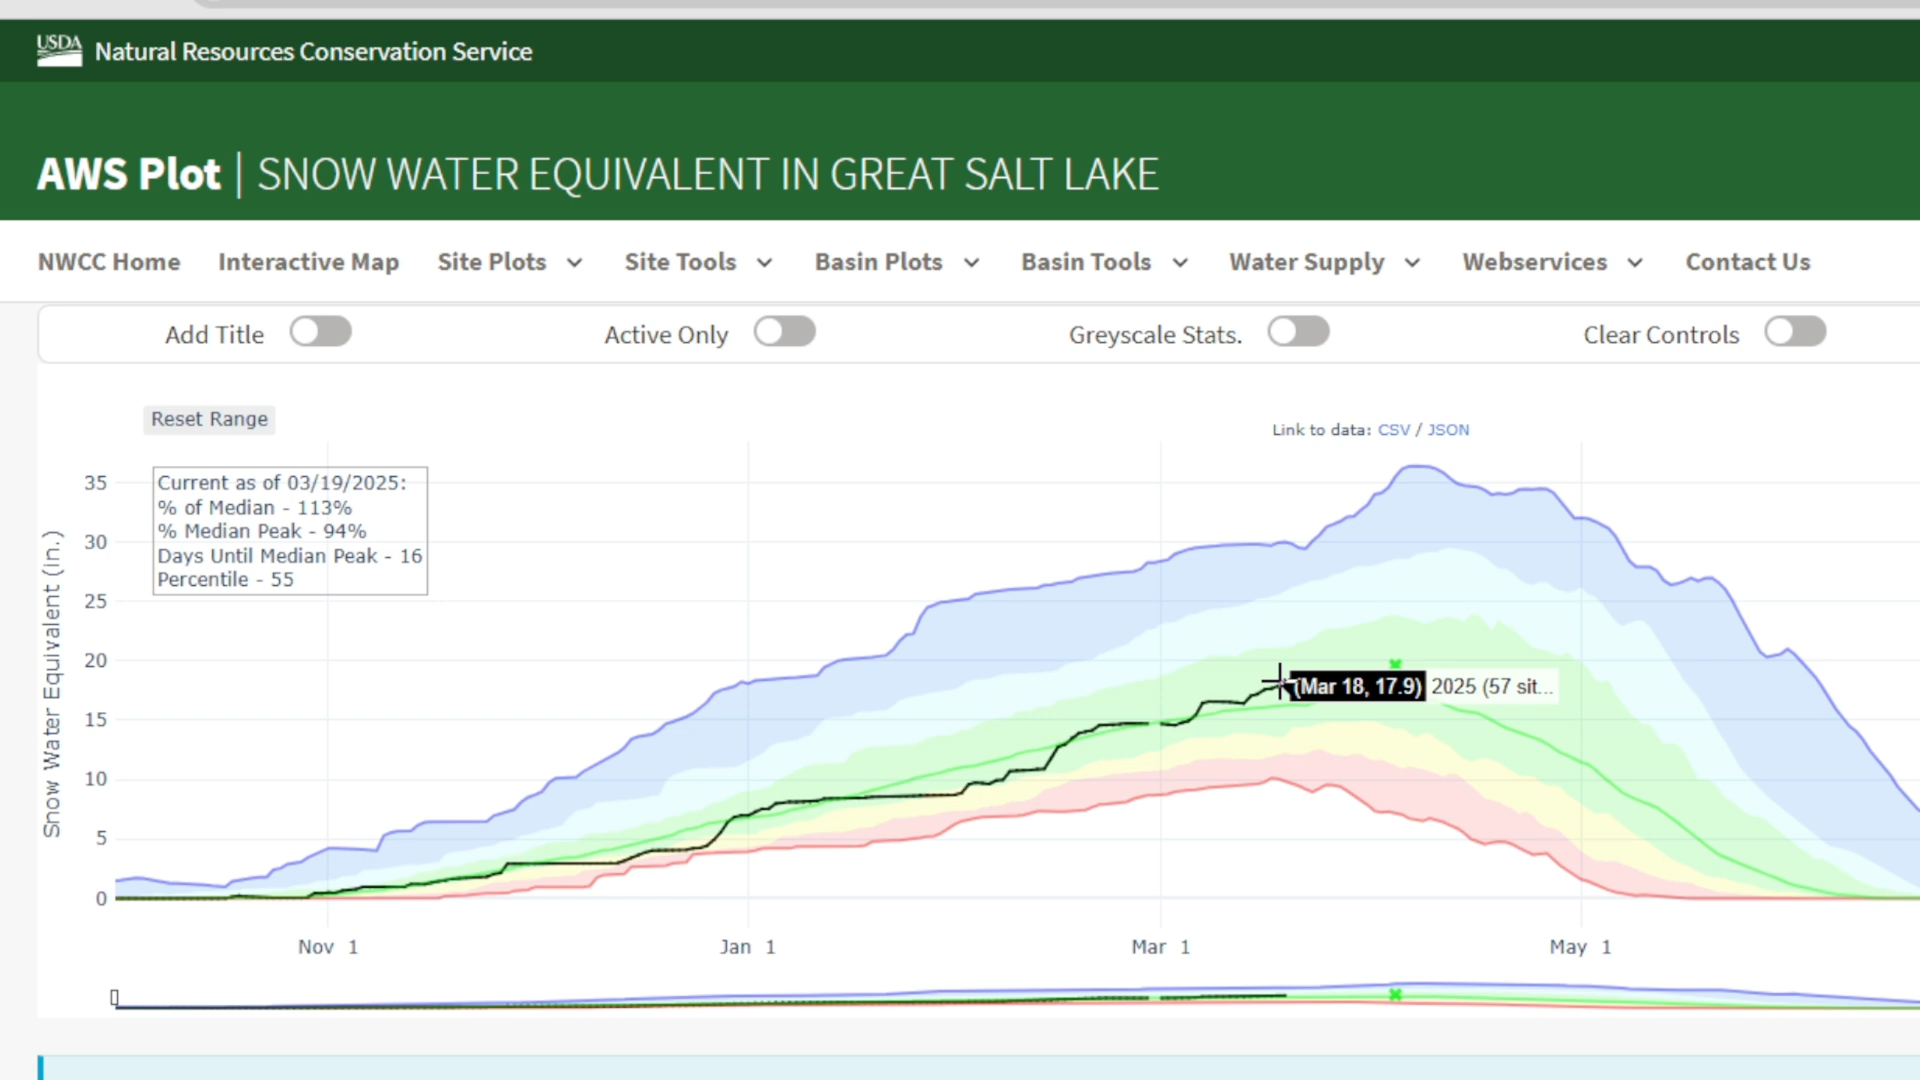 USDA Natural Resources Conservation Service
AWS Plot | SNOW WATER EQUIVALENT IN GREAT SALT LAKE
NWCC Home Interactive Map Site Plots Site Tools Basin Plots Basin Tools Water Supply Webservices Contact Us
Add Title Active Only Greyscale Stats. Clear Controls
Reset Range
Link to data: CSV / JSON
Current as of 03/19/2025:
% of Median - 113%
% Median Peak - 94%
Days Until Median Peak - 16
Percentile - 55
Snow Water Equivalent (in.)
35
30
25
20
15
10
5
0
(Mar 18, 17.9) 2025 (57 sit...
Nov 1 Jan 1 Mar 1 May 1